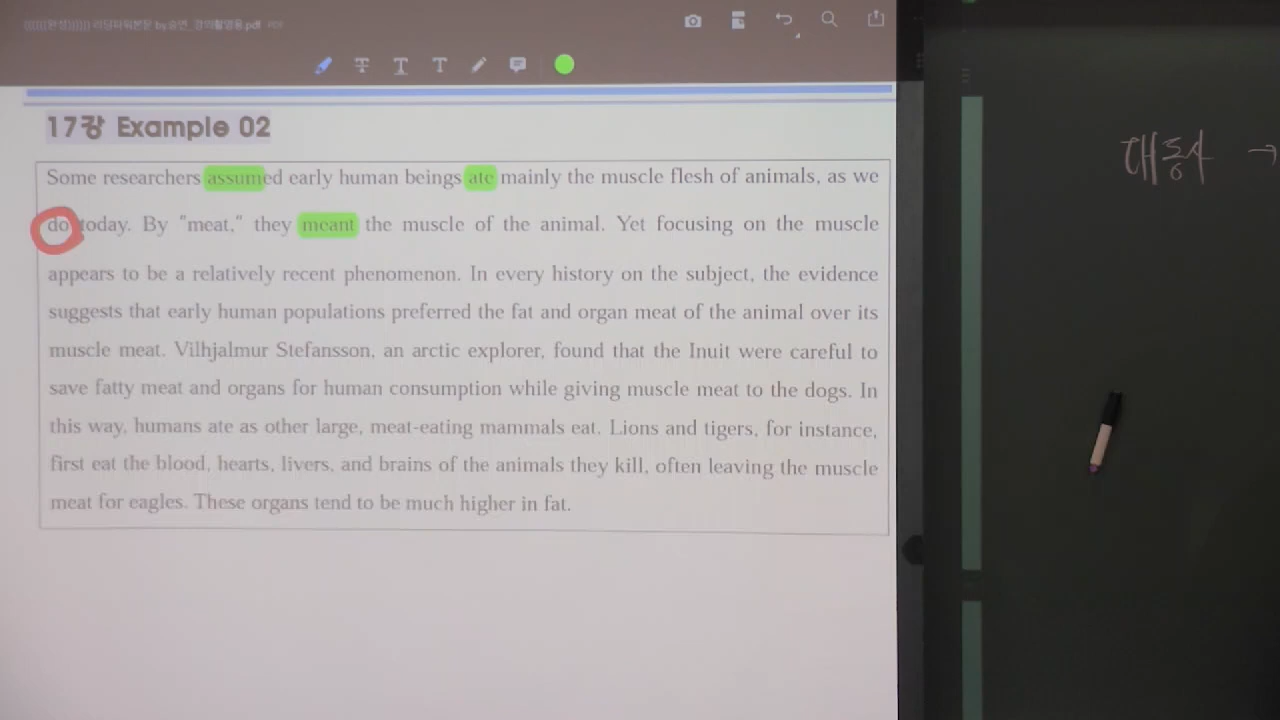 17강 Example 02
Some researchers assumed early human beings ate mainly the muscle flesh of animals, as we
do today. By "meat," they meant the muscle of the animal. Yet focusing on the muscle
appears to be a relatively recent phenomenon. In every history on the subject, the evidence
suggests that early human populations preferred the fat and organ meat of the animal over its
muscle meat. Vilhjalmur Stefansson, an arctic explorer, found that the Inuit were careful to
save fatty meat and organs for human consumption while giving muscle meat to the dogs. In
this way, humans ate as other large, meat-eating mammals eat. Lions and tigers, for instance,
first eat the blood, hearts, livers, and brains of the animals they kill, often leaving the muscle
meat for eagles. These organs tend to be much higher in fat.
대동사 →